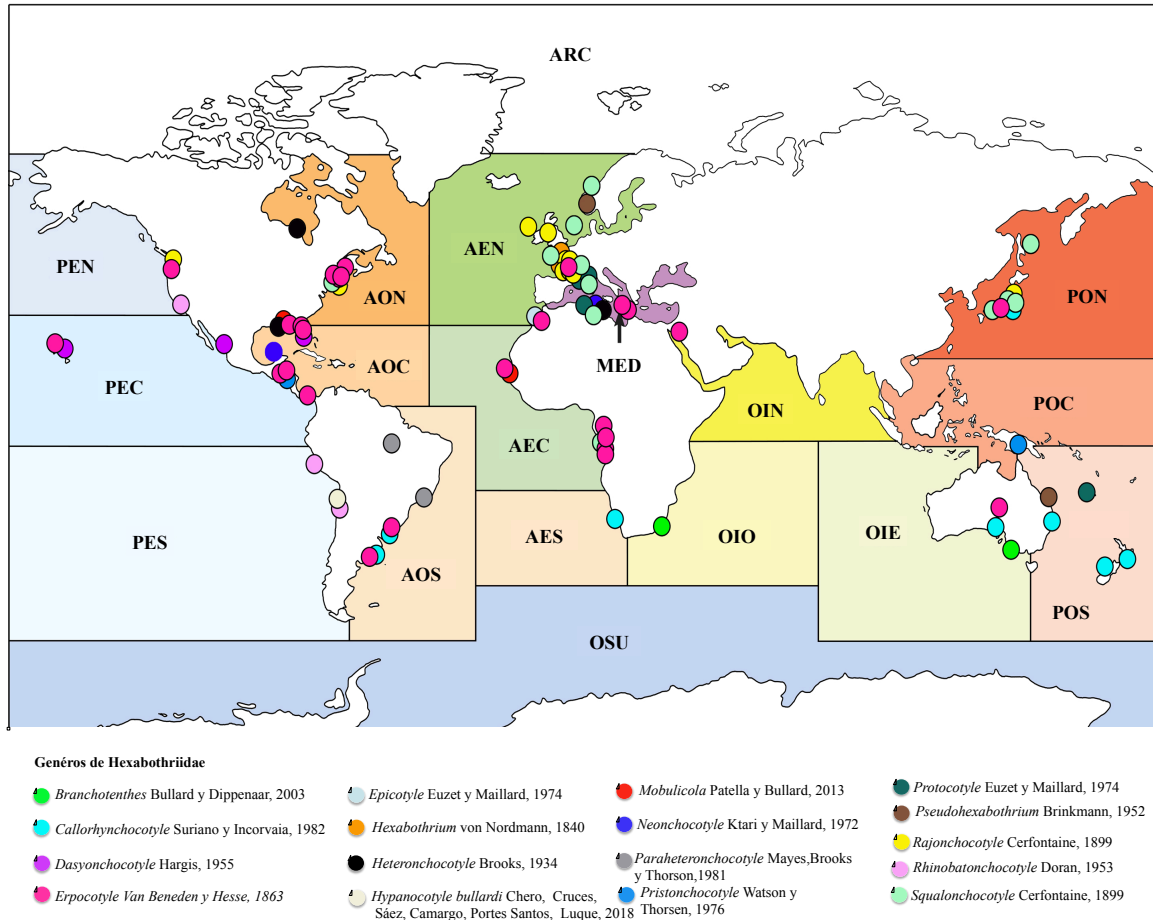 ARC
PEN
AON
AEN
PON
PEC
AOC
MED
OIN
POC
AEC
PES
AOS
AES
OIO
OIE
POS
OSU
Genéros de Hexabothriidae
Branchotenthes Bullard y Dippenaar, 2003
Callorhynchocotyle Suriano y Incorvaia, 1982
Dasyonchocotyle Hargis, 1955
Erpocotyle Van Beneden y Hesse, 1863
Epicotyle Euzet y Maillard, 1974
Hexabothrium von Nordmann, 1840
Heteronchocotyle Brooks, 1934
Hypanocotyle bullardi Chero, Cruces,
Sáez, Camargo, Portes Santos, Luque, 2018
Mobulicola Patella y Bullard, 2013
Neonchocotyle Ktari y Maillard, 1972
Paraheteronchocotyle Mayes,Brooks
y Thorson,1981
Pristonchocotyle Watson y
Thorsen, 1976
Protocotyle Euzet y Maillard, 1974
Pseudohexabothrium Brinkmann, 1952
Rajonchocotyle Cerfontaine, 1899
Rhinobatonchocotyle Doran, 1953
Squalonchocotyle Cerfontaine, 1899